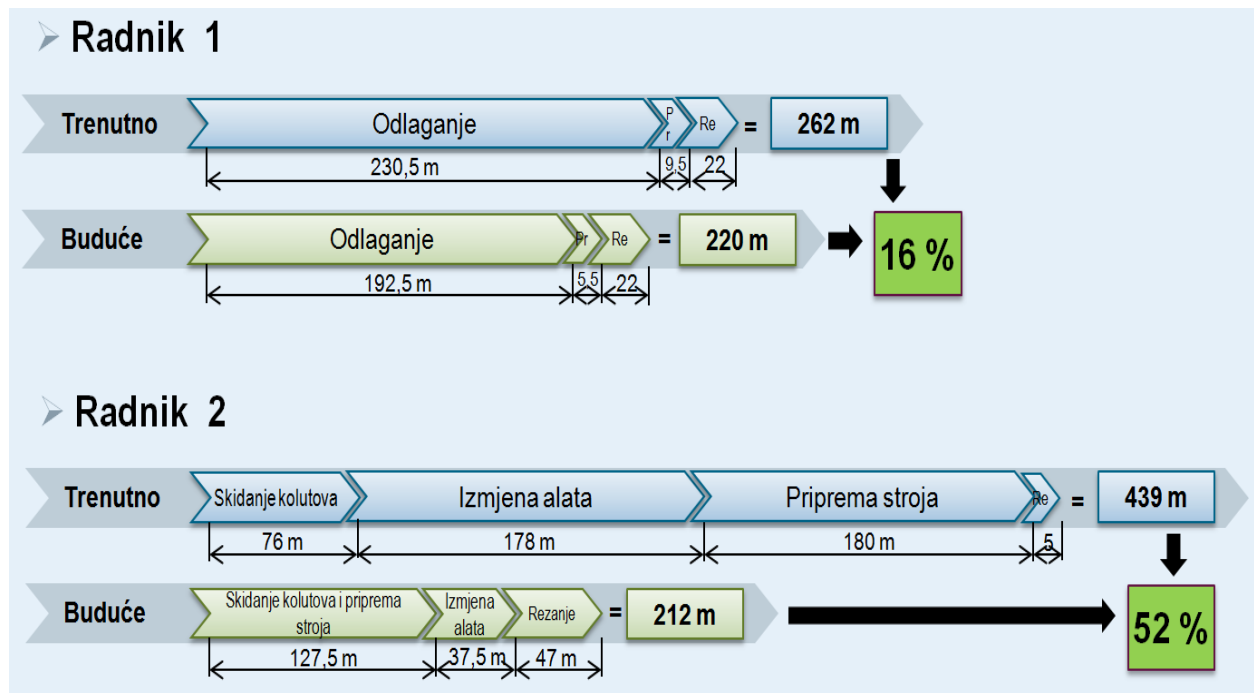 Radnik 1
Trenutno Odlaganje Pr Re = 262 m
230,5 m 9,5 22
Buduće Odlaganje Pr Re = 220 m 16 %
192,5 m 5,5 22
Radnik 2
Trenutno Skidanje kolutova Izmjena alata Priprema stroja Re = 439 m
76 m 178 m 180 m 5
Buduće Skidanje kolutova i priprema stroja Izmjena alata Rezanje = 212 m 52 %
127,5 m 37,5 m 47 m